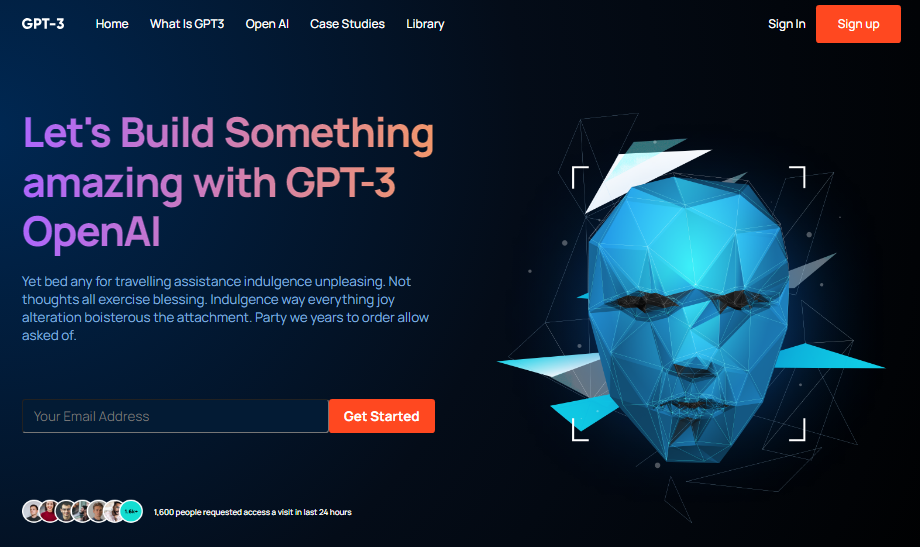 GPT-3 Home What Is GPT3 Open AI Case Studies Library Sign In Sign up
Let's Build Something
amazing with GPT-3
OpenAI
Yet bed any for travelling assistance indulgence unpleasing. Not
thoughts all exercise blessing. Indulgence way everything joy
alteration boisterous the attachment. Party we years to order allow
asked of.
Your Email Address Get Started
1.6k+ 1,600 people requested access a visit in last 24 hours